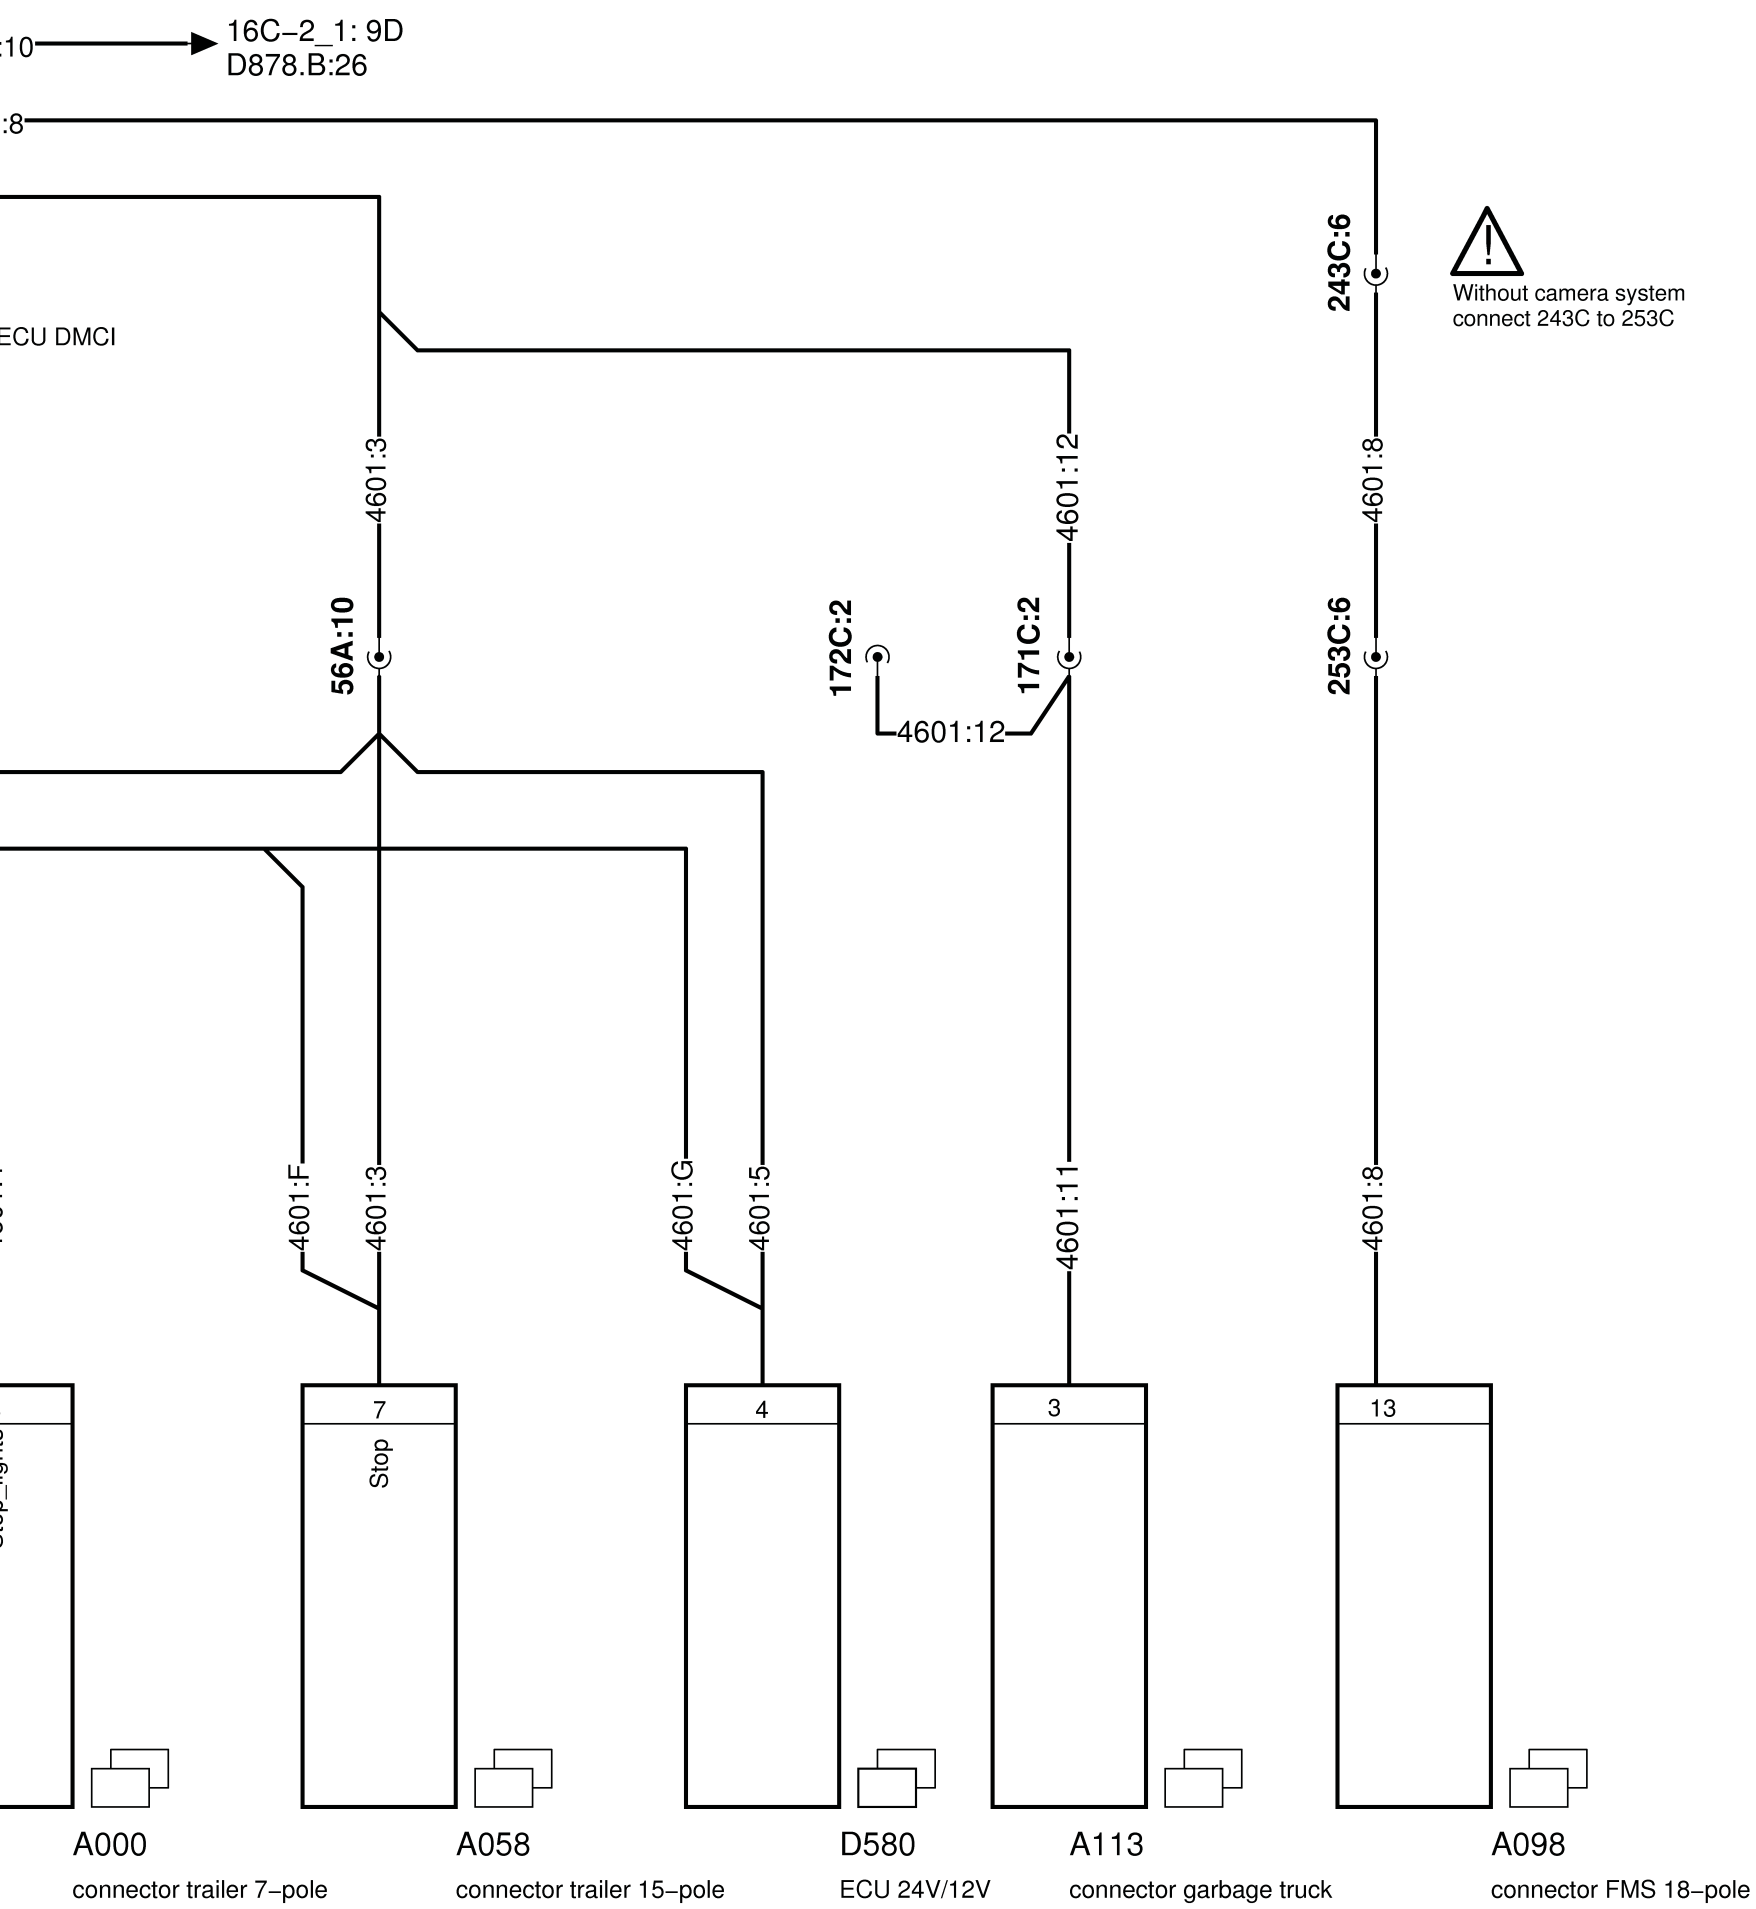 :10
16C–2_1: 9D
D878.B:26
:8
243C:6
Without camera system
connect 243C to 253C
ECU DMCI
4601:3
4601:12
4601:8
56A:10
172C:2
171C:2
253C:6
4601:12
4601:F
4601:3
4601:G
4601:5
4601:11
4601:8
7
4
3
13
Stop
A000
A058
D580
A113
A098
connector trailer 7–pole
connector trailer 15–pole
ECU 24V/12V
connector garbage truck
connector FMS 18–pole